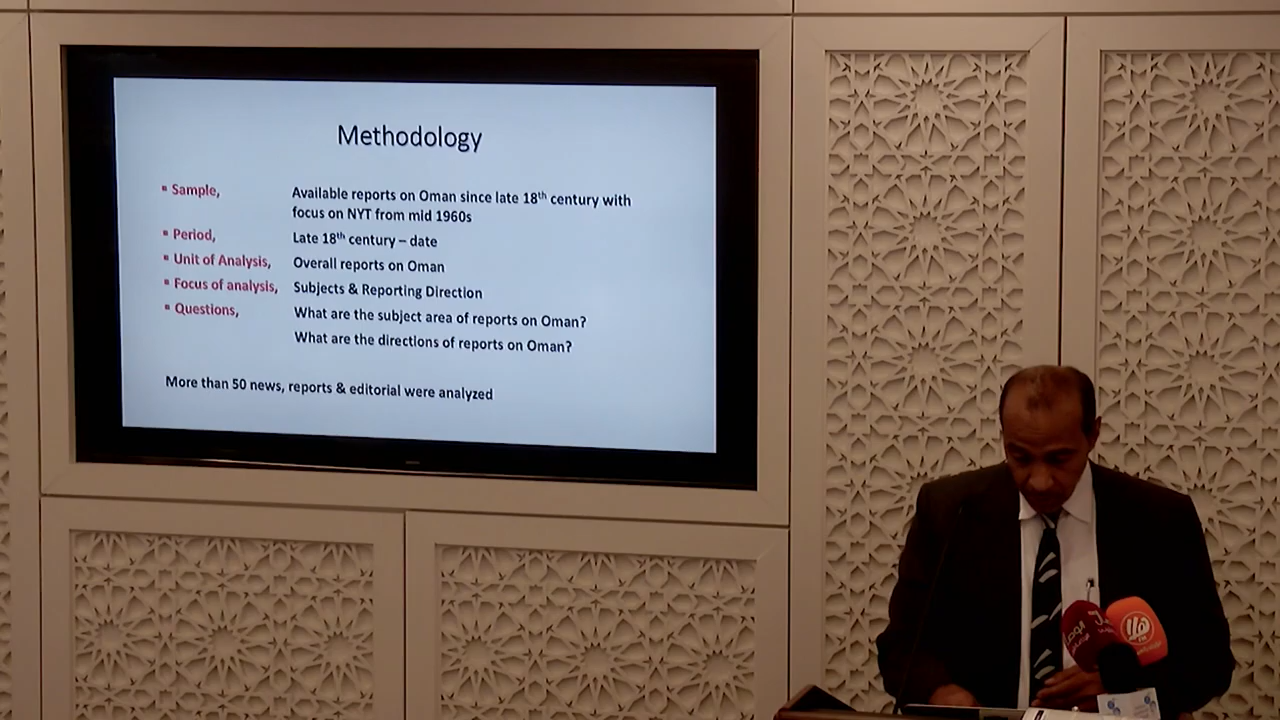 Methodology
▪ Sample, Available reports on Oman since late 18th century with
focus on NYT from mid 1960s
▪ Period, Late 18th century – date
▪ Unit of Analysis, Overall reports on Oman
▪ Focus of analysis, Subjects & Reporting Direction
▪ Questions, What are the subject area of reports on Oman?
What are the directions of reports on Oman?
More than 50 news, reports & editorial were analyzed
هلا